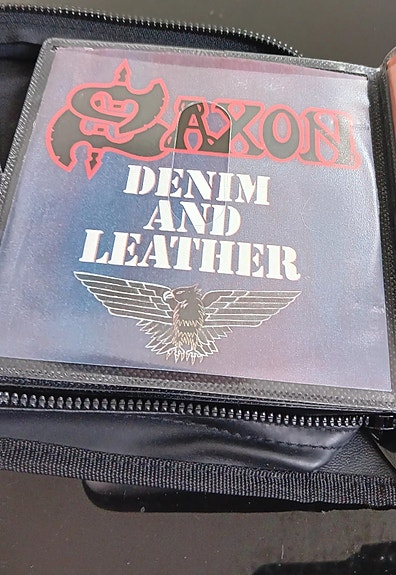 SAXON
DENIM
AND
LEATHER